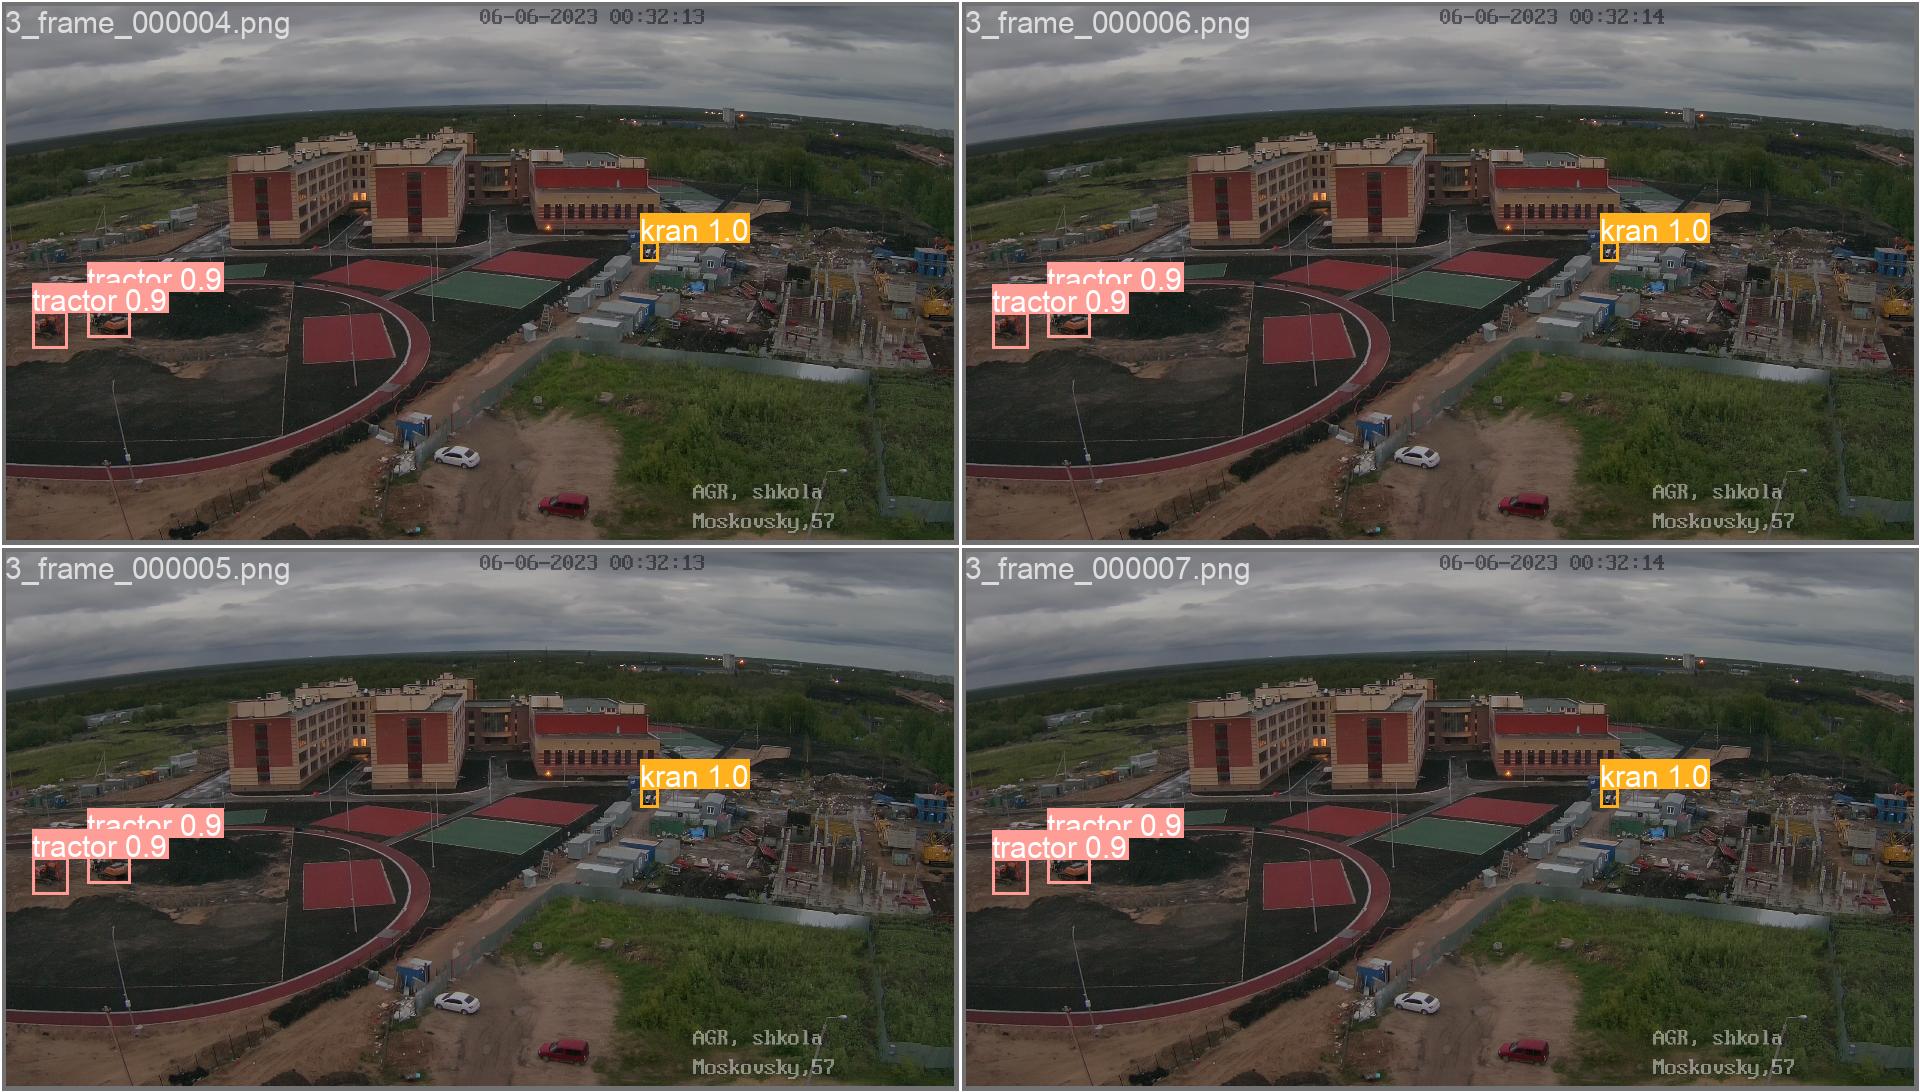 3_frame_000004.png
06-06-2023 00:32:13
kran 1.0
tractor 0.9
tractor 0.9
AGR, shkola
Moskovsky,57
3_frame_000006.png
06-06-2023 00:32:14
kran 1.0
tractor 0.9
tractor 0.9
AGR, shkola
Moskovsky,57
3_frame_000005.png
06-06-2023 00:32:13
kran 1.0
tractor 0.9
tractor 0.9
AGR, shkola
Moskovsky,57
3_frame_000007.png
06-06-2023 00:32:14
kran 1.0
tractor 0.9
tractor 0.9
AGR, shkola
Moskovsky,57